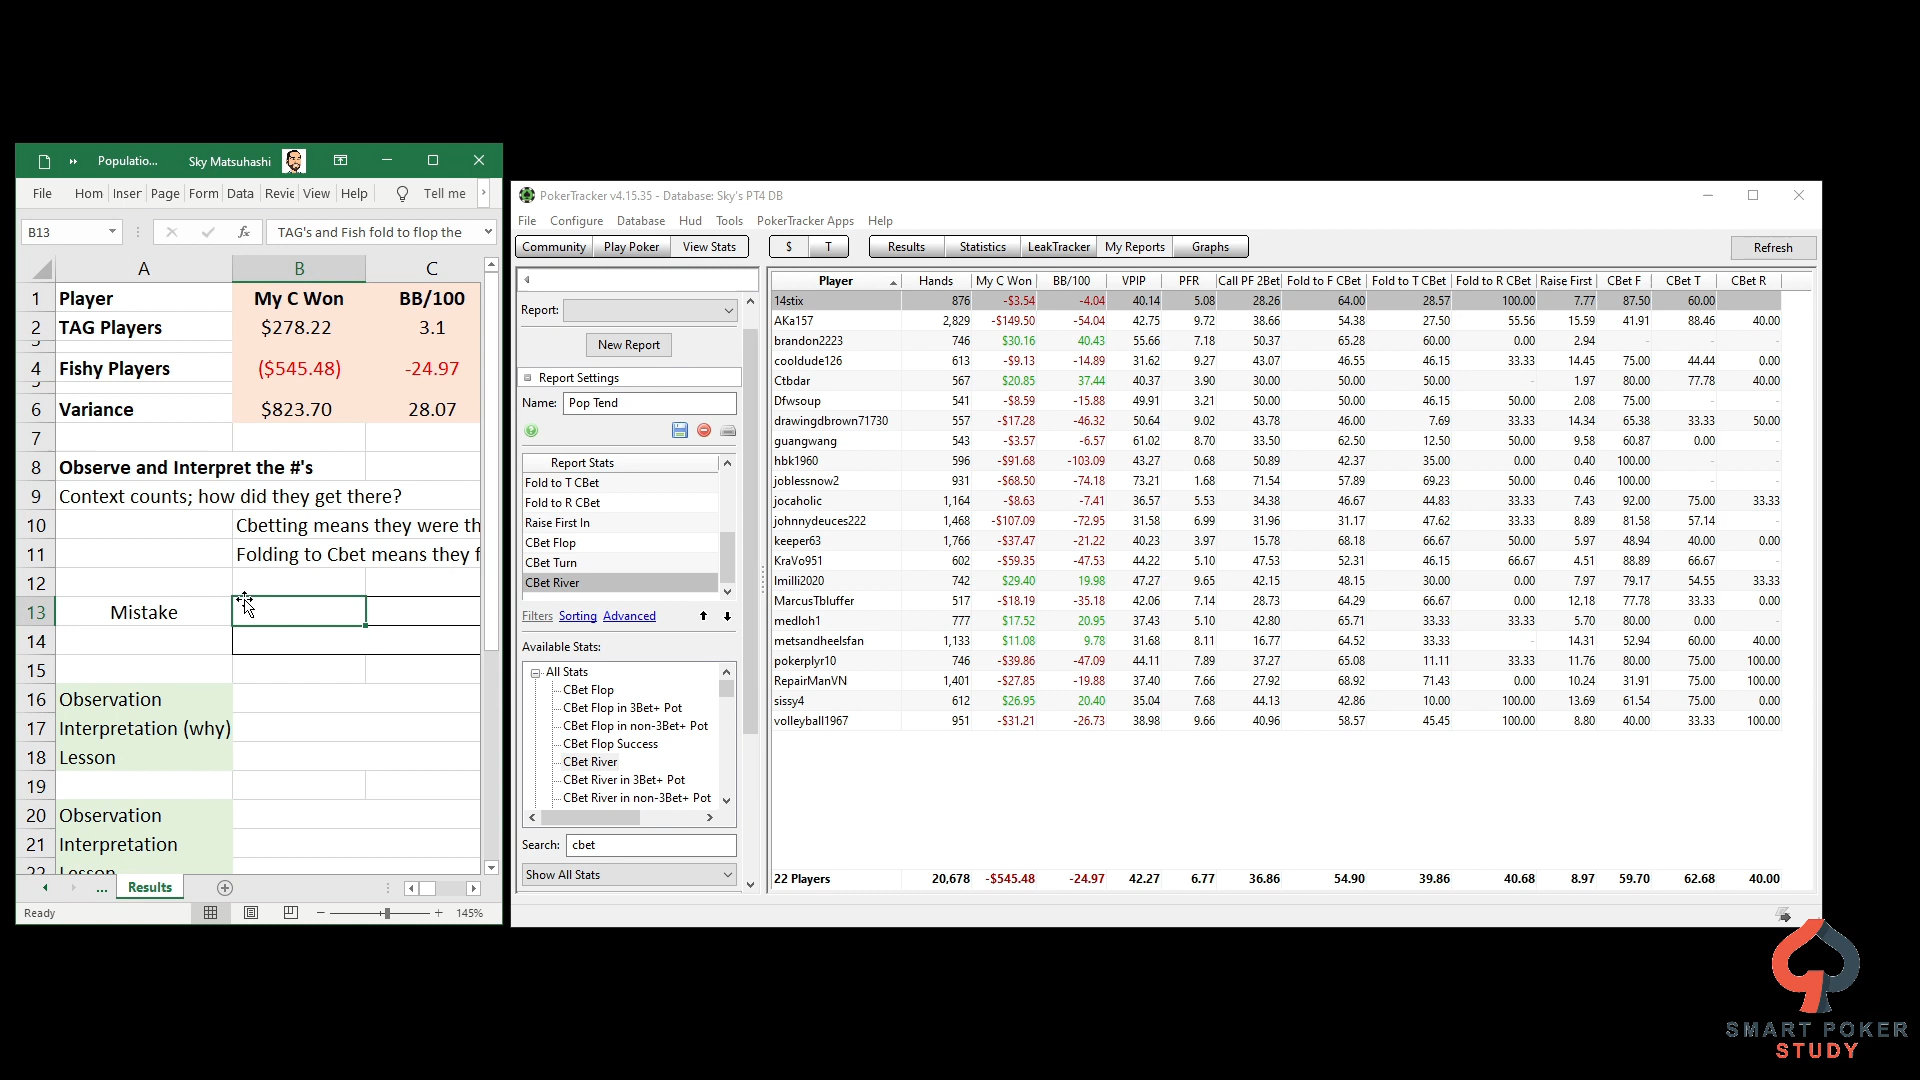 Populatio...
Sky Matsuhashi
File Hom Inser Page Form Data Revie View Help Tell me
B13 fx TAG's and Fish fold to flop the
A B C
1 Player My C Won BB/100
2 TAG Players $278.22 3.1
4 Fishy Players ($545.48) -24.97
6 Variance $823.70 28.07
7
8 Observe and Interpret the #'s
9 Context counts; how did they get there?
10 Cbetting means they were th
11 Folding to Cbet means they f
12
13 Mistake
14
15
16 Observation
17 Interpretation (why)
18 Lesson
19
20 Observation
21 Interpretation
22 Lesson
... Results
Ready 145%
PokerTracker v4.15.35 - Database: Sky's PT4 DB
File Configure Database Hud Tools PokerTracker Apps Help
Community Play Poker View Stats $ T Results Statistics LeakTracker My Reports Graphs Refresh
Report:
New Report
Report Settings
Name: Pop Tend
Report Stats
Fold to T CBet
Fold to R CBet
Raise First In
CBet Flop
CBet Turn
CBet River
Filters Sorting Advanced
Available Stats:
All Stats
CBet Flop
CBet Flop in 3Bet+ Pot
CBet Flop in non-3Bet+ Pot
CBet Flop Success
CBet River
CBet River in 3Bet+ Pot
CBet River in non-3Bet+ Pot
Search: cbet
Show All Stats
Player Hands My C Won BB/100 VPIP PFR Call PF 2Bet Fold to F CBet Fold to T CBet Fold to R CBet Raise First CBet F CBet T CBet R
14stix 876 -$3.54 -4.04 40.14 5.08 28.26 64.00 28.57 100.00 7.77 87.50 60.00
AKa157 2,829 -$149.50 -54.04 42.75 9.72 38.66 54.38 27.50 55.56 15.59 41.91 88.46 40.00
brandon2223 746 $30.16 40.43 55.66 7.18 50.37 65.28 60.00 0.00 2.94 - - -
cooldude126 613 -$9.13 -14.89 31.62 9.27 43.07 46.55 46.15 33.33 14.45 75.00 44.44 0.00
Ctbdar 567 $20.85 37.44 40.37 3.90 30.00 50.00 50.00 - 1.97 80.00 77.78 40.00
Dfwsoup 541 -$8.59 -15.88 49.91 3.21 50.00 50.00 46.15 50.00 2.08 75.00 - -
drawingdbrown71730 557 -$17.28 -46.32 50.64 9.02 43.78 46.00 7.69 33.33 14.34 65.38 33.33 50.00
guangwang 543 -$3.57 -6.57 61.02 8.70 33.50 62.50 12.50 50.00 9.58 60.87 0.00 -
hbk1960 596 -$91.68 -103.09 43.27 0.68 50.89 42.37 35.00 0.00 0.40 100.00 - -
joblessnow2 931 -$68.50 -74.18 73.21 1.68 71.54 57.89 69.23 50.00 0.46 100.00 - -
jocaholic 1,164 -$8.63 -7.41 36.57 5.53 34.38 46.67 44.83 33.33 7.43 92.00 75.00 33.33
johnnydeuces222 1,468 -$107.09 -72.95 31.58 6.99 31.96 31.17 47.62 33.33 8.89 81.58 57.14 -
keeper63 1,766 -$37.47 -21.22 40.23 3.97 15.78 68.18 66.67 50.00 5.97 48.94 40.00 0.00
KraVo951 602 -$59.35 -47.53 44.22 5.10 47.53 52.31 46.15 66.67 4.51 88.89 66.67 -
lmilli2020 742 $29.40 19.98 47.27 9.65 42.15 48.15 30.00 0.00 7.97 79.17 54.55 33.33
MarcusTbluffer 517 -$18.19 -35.18 42.06 7.14 28.73 64.29 66.67 0.00 12.18 77.78 33.33 0.00
medloh1 777 $17.52 20.95 37.43 5.10 42.80 65.71 33.33 33.33 5.70 80.00 0.00 -
metsandheelsfan 1,133 $11.08 9.78 31.68 8.11 16.77 64.52 33.33 - 14.31 52.94 60.00 40.00
pokerplyr10 746 -$39.86 -47.09 44.11 7.89 37.27 65.08 11.11 33.33 11.76 80.00 75.00 100.00
RepairManVN 1,401 -$27.85 -19.88 37.40 7.66 27.92 68.92 71.43 0.00 10.24 31.91 75.00 100.00
sissy4 612 $26.95 20.40 35.04 7.68 44.13 42.86 10.00 100.00 13.69 61.54 75.00 0.00
volleyball1967 951 -$31.21 -26.73 38.98 9.66 40.96 58.57 45.45 100.00 8.80 40.00 33.33 100.00
22 Players 20,678 -$545.48 -24.97 42.27 6.77 36.86 54.90 39.86 40.68 8.97 59.70 62.68 40.00
SMART POKER
STUDY